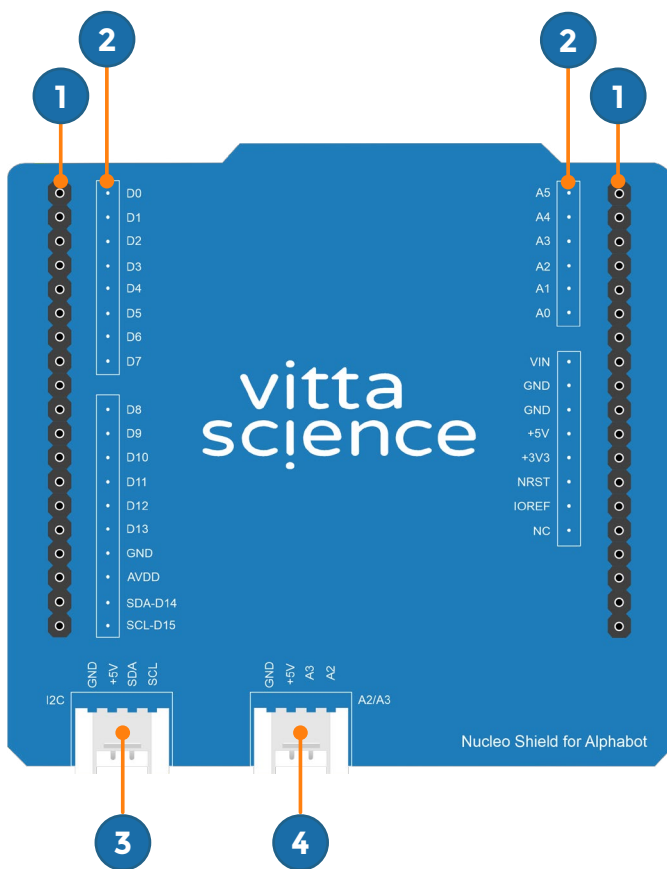 2
2
1
1
D0
D1
D2
D3
D4
D5
D6
D7
D8
D9
D10
D11
D12
D13
GND
AVDD
SDA-D14
SCL-D15
A5
A4
A3
A2
A1
A0
VIN
GND
GND
+5V
+3V3
NRST
IOREF
NC
vitta
science
I2C
GND
+5V
SDA
SCL
GND
+5V
A3
A2
A2/A3
Nucleo Shield for Alphabot
3
4